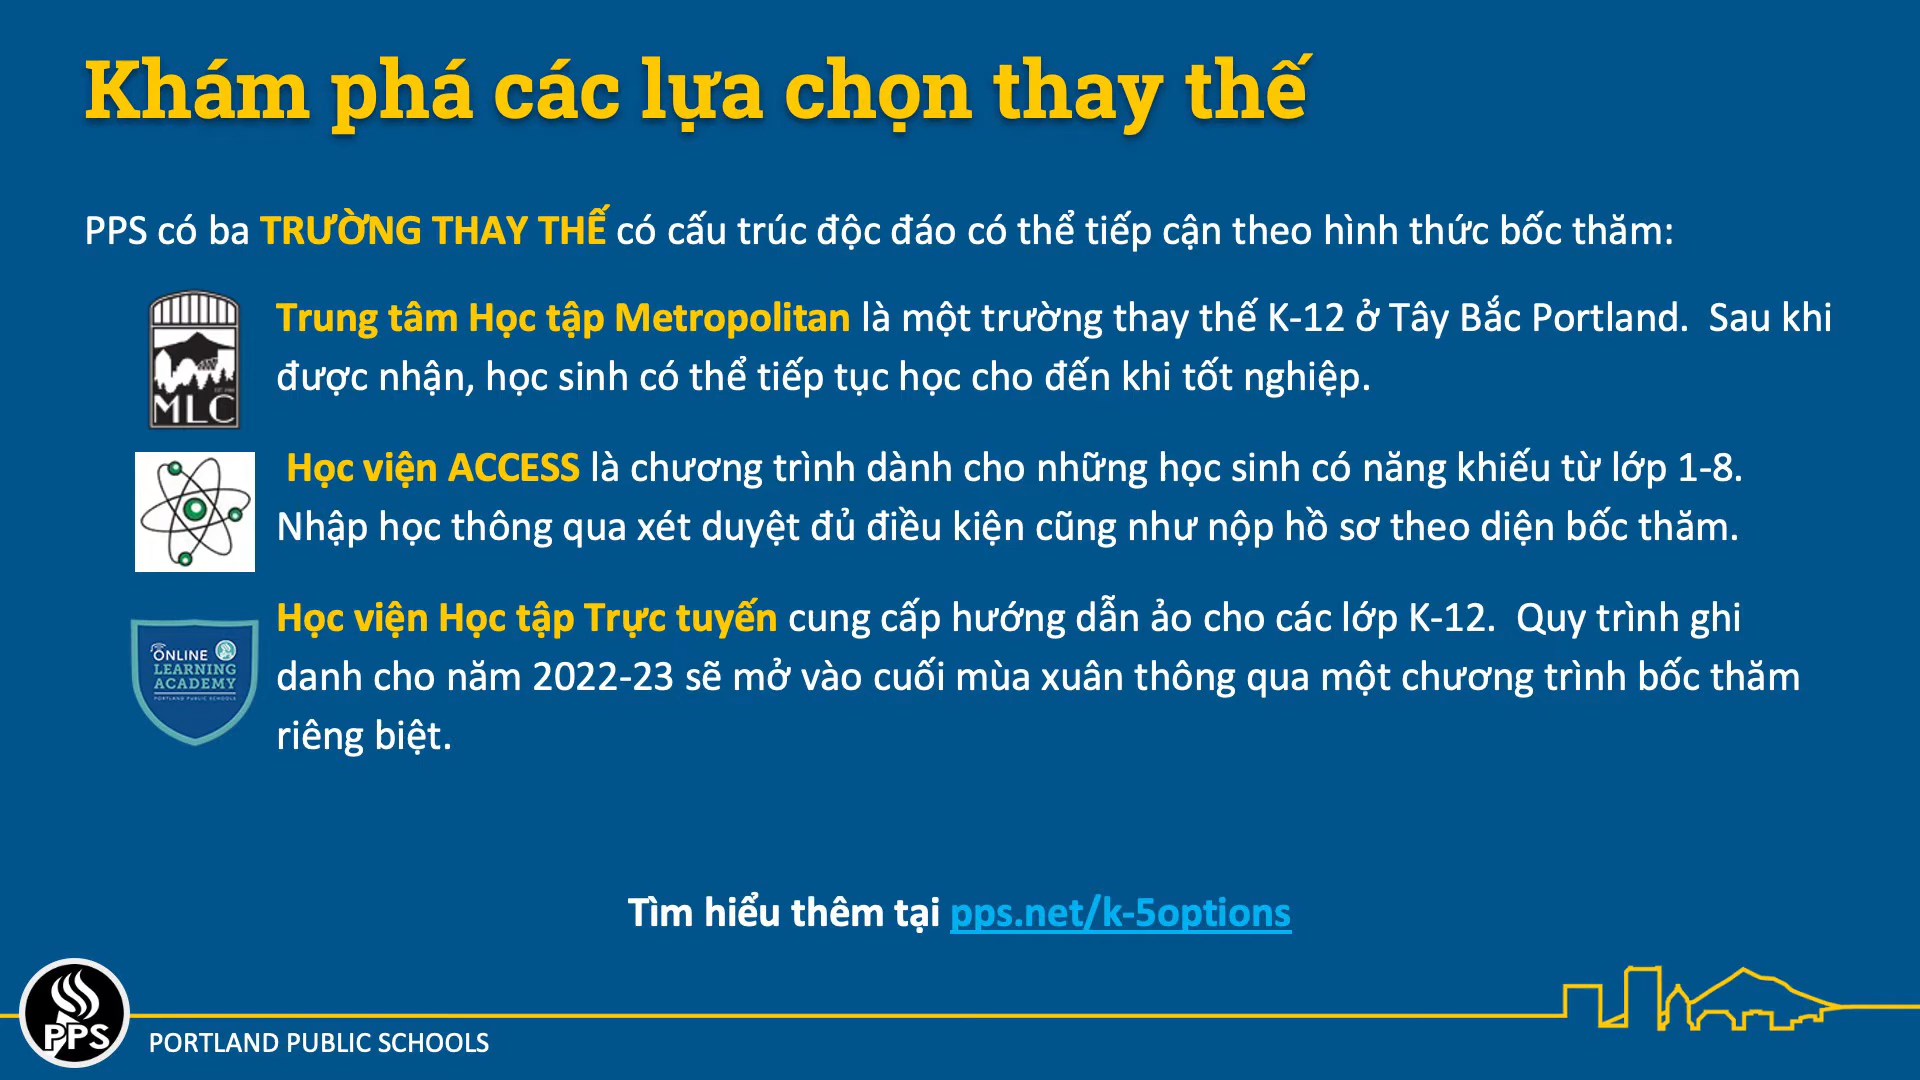 Khám phá các lựa chọn thay thế
PPS có ba TRƯỜNG THAY THẾ có cấu trúc độc đáo có thể tiếp cận theo hình thức bốc thăm:
Trung tâm Học tập Metropolitan là một trường thay thế K-12 ở Tây Bắc Portland.  Sau khi
được nhận, học sinh có thể tiếp tục học cho đến khi tốt nghiệp.
MLC
Học viện ACCESS là chương trình dành cho những học sinh có năng khiếu từ lớp 1-8.
Nhập học thông qua xét duyệt đủ điều kiện cũng như nộp hồ sơ theo diện bốc thăm.
Học viện Học tập Trực tuyến cung cấp hướng dẫn ảo cho các lớp K-12.  Quy trình ghi
danh cho năm 2022-23 sẽ mở vào cuối mùa xuân thông qua một chương trình bốc thăm
riêng biệt.
ONLINE
LEARNING
ACADEMY
PORTLAND PUBLIC SCHOOLS
Tìm hiểu thêm tại pps.net/k-5options
PPS
PORTLAND PUBLIC SCHOOLS